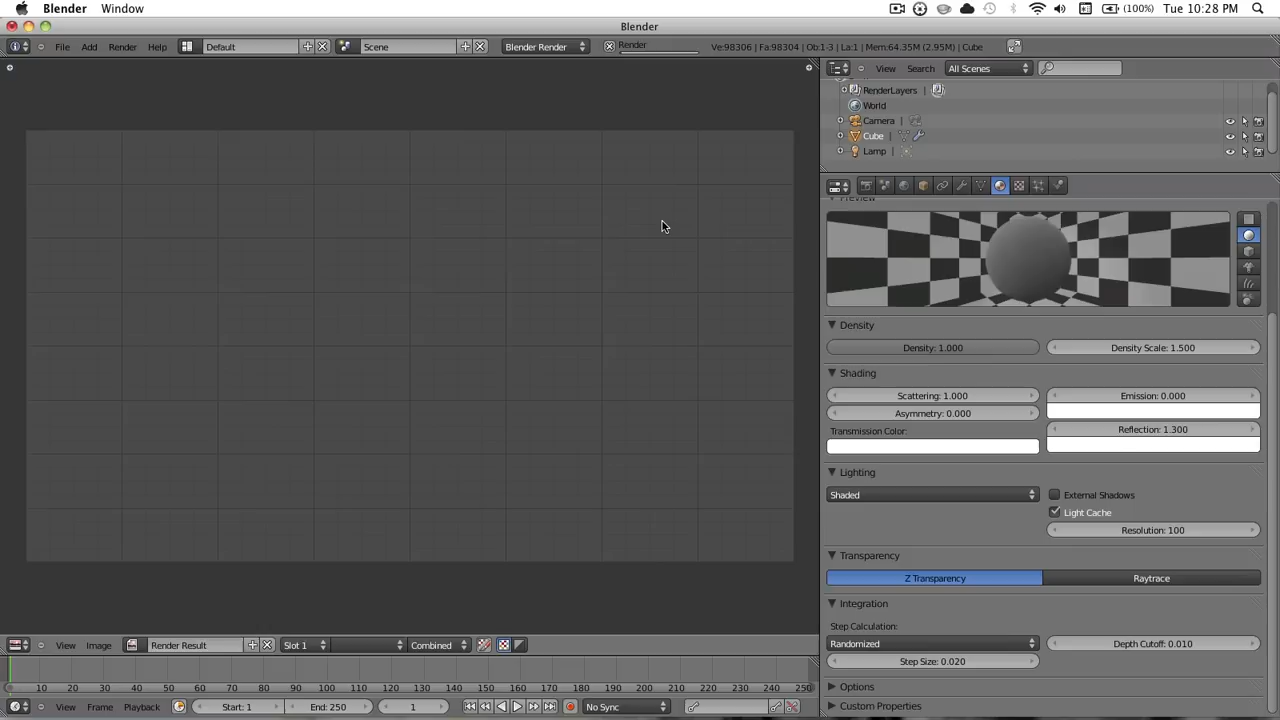 Blender Window (100%) Tue 10:28 PM
Blender
File Add Render Help Default Scene Blender Render Render Ve:98306 | Fa:98304 | Ob:1-3 | La:1 | Mem:64.35M (2.95M) | Cube
View Search All Scenes
RenderLayers |
World
Camera |
Cube |
Lamp |
Preview
Density
Density: 1.000 Density Scale: 1.500
Shading
Scattering: 1.000 Emission: 0.000
Asymmetry: 0.000
Transmission Color: Reflection: 1.300
Lighting
Shaded External Shadows
Light Cache
Resolution: 100
Transparency
Z Transparency Raytrace
Integration
Step Calculation:
Randomized Depth Cutoff: 0.010
Step Size: 0.020
Options
Custom Properties
View Image Render Result Slot 1 Combined
10 20 30 40 50 60 70 80 90 100 110 120 130 140 150 160 170 180 190 200 210 220 230 240 250
View Frame Playback Start: 1 End: 250 1 No Sync